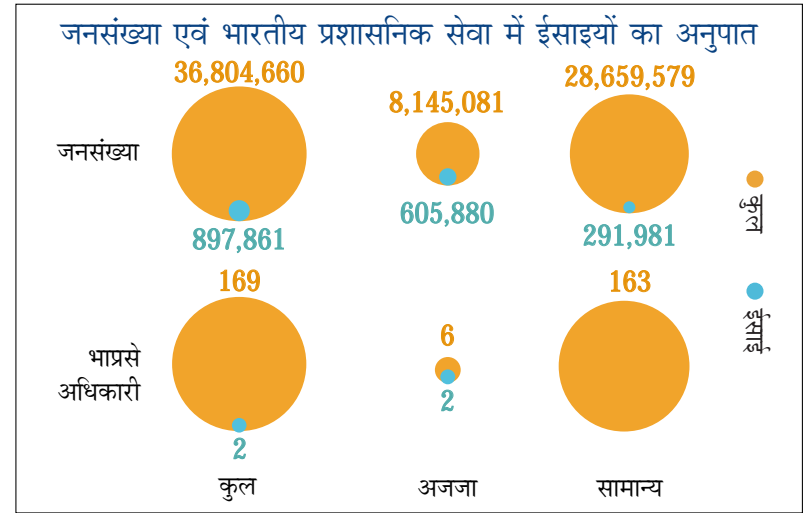 जनसंख्या एवं भारतीय प्रशासनिक सेवा में ईसाइयों का अनुपात
36,804,660
8,145,081
28,659,579
जनसंख्या
897,861
605,880
291,981
कुल
169
6
163
ईसाई
भाप्रसे
अधिकारी
2
2
कुल
अजजा
सामान्य